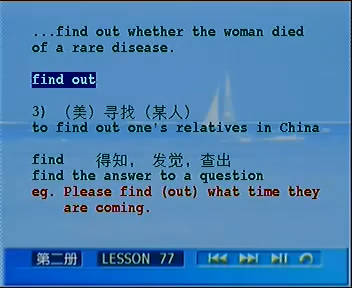 ...find out whether the woman died
of a rare disease.
find out
3) （美）寻找（某人）
to find out one's relatives in China
find 得知， 发觉，查出
find the answer to a question
eg. Please find (out) what time they
are coming.
第二册 LESSON 77